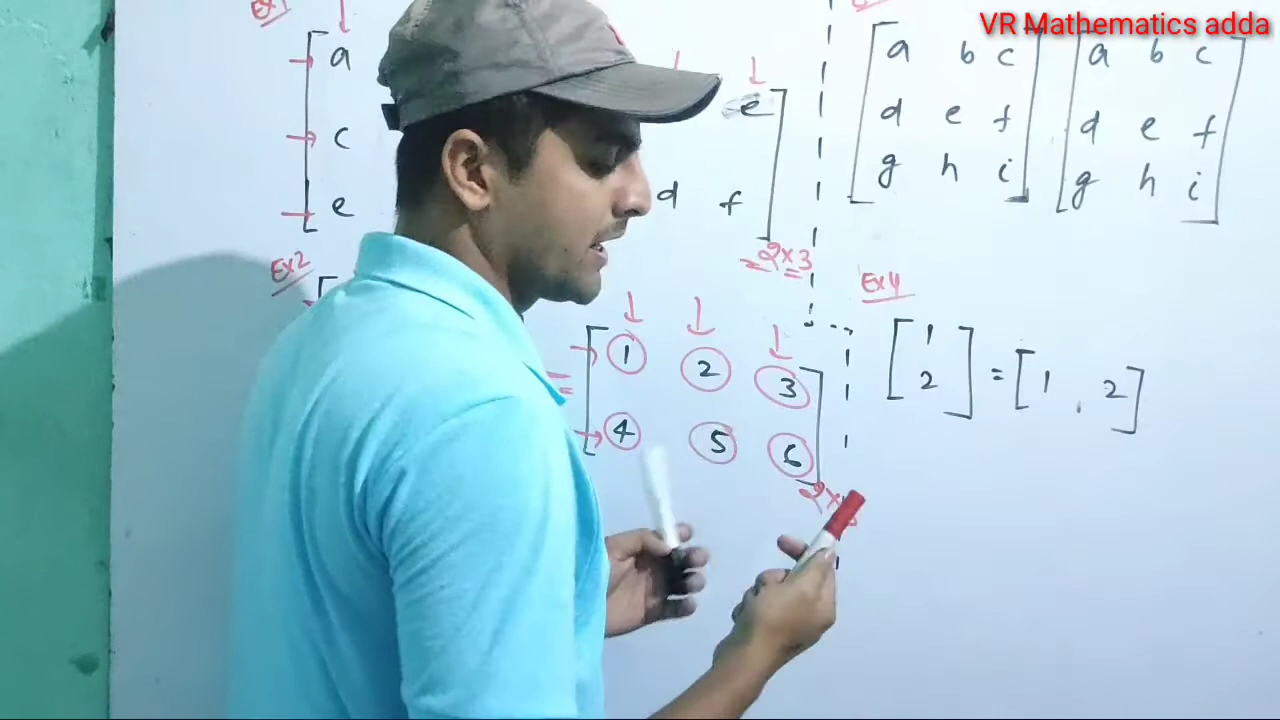 VR Mathematics adda
Ex1
a
c
e
e
d f
2×3
a b c
d e f
g h i
a b c
d e f
g h i
Ex2
= [1 2 3
4 5 6]
Ex4
[1
2] = [1, 2]